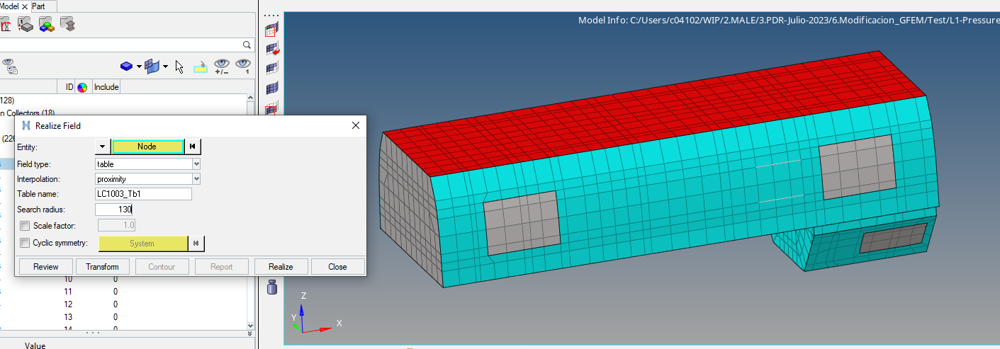 Model
Part
Model Info: C:/Users/c04102/WIP/2.MALE/3.PDR-Julio-2023/6.Modificacion_GFEM/Test/L1-Pressure
+/-
1
ID Include
128)
n Collectors (18)
Realize Field
Entity: Node
Field type: table
Interpolation: proximity
Table name: LC1003_Tb1
Search radius: 130
Scale factor: 1.0
Cyclic symmetry: System
Review Transform Contour Report Realize Close
10 0
11 0
12 0
13 0
14 0
Value
Z
Y
X